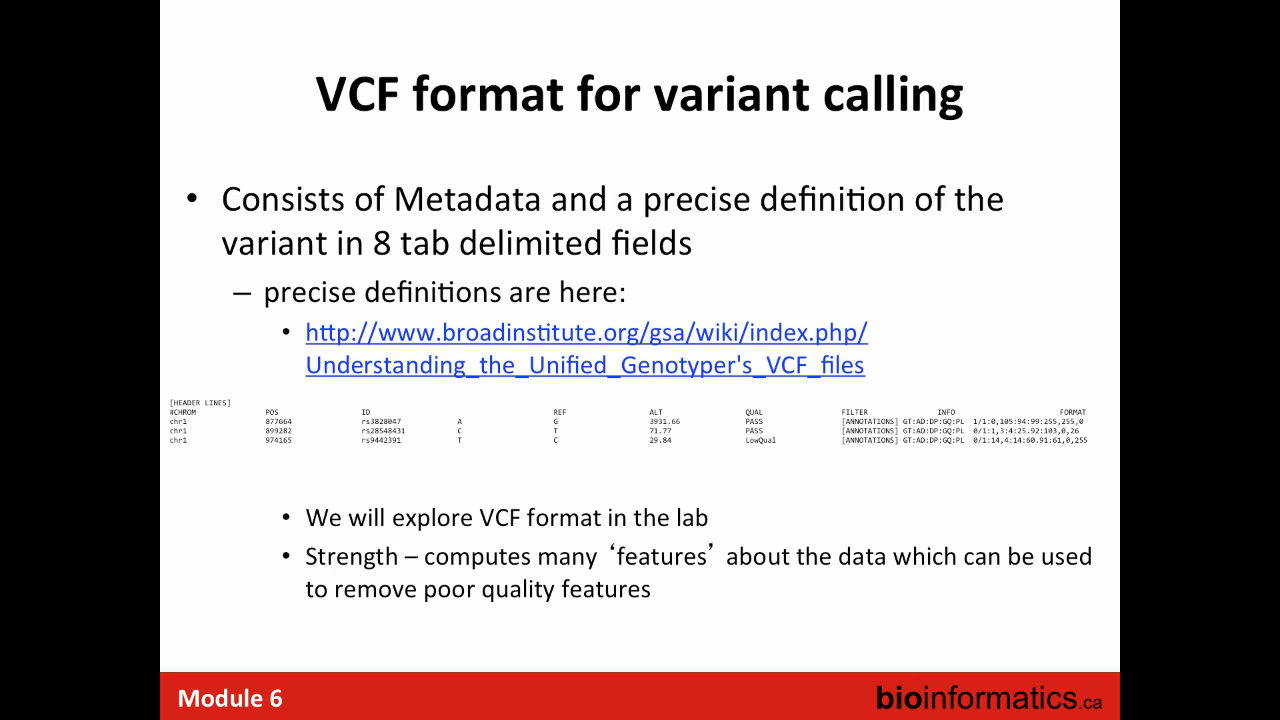 VCF format for variant calling
• Consists of Metadata and a precise definition of the
variant in 8 tab delimited fields
– precise definitions are here:
• http://www.broadinstitute.org/gsa/wiki/index.php/
Understanding_the_Unified_Genotyper's_VCF_files
[HEADER LINES]
#CHROM POS ID REF ALT QUAL FILTER INFO FORMAT
chr1 877664 rs3828047 A G 3931.66 PASS [ANNOTATIONS] GT:AD:DP:GQ:PL 1/1:0,105:94:99:255,255,0
chr1 899282 rs28548431 C T 71.77 PASS [ANNOTATIONS] GT:AD:DP:GQ:PL 0/1:1,3:4:25.92:103,0,26
chr1 974165 rs9442391 T C 29.84 LowQual [ANNOTATIONS] GT:AD:DP:GQ:PL 0/1:14,4:14:60.91:61,0,255
• We will explore VCF format in the lab
• Strength – computes many ‘features’ about the data which can be used
to remove poor quality features
Module 6
bioinformatics.ca